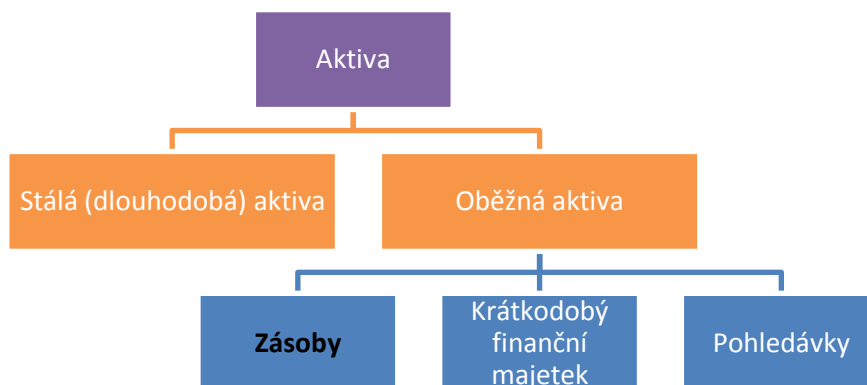 Aktiva
Stálá (dlouhodobá) aktiva
Oběžná aktiva
Zásoby
Krátkodobý
finanční
majetek
Pohledávky